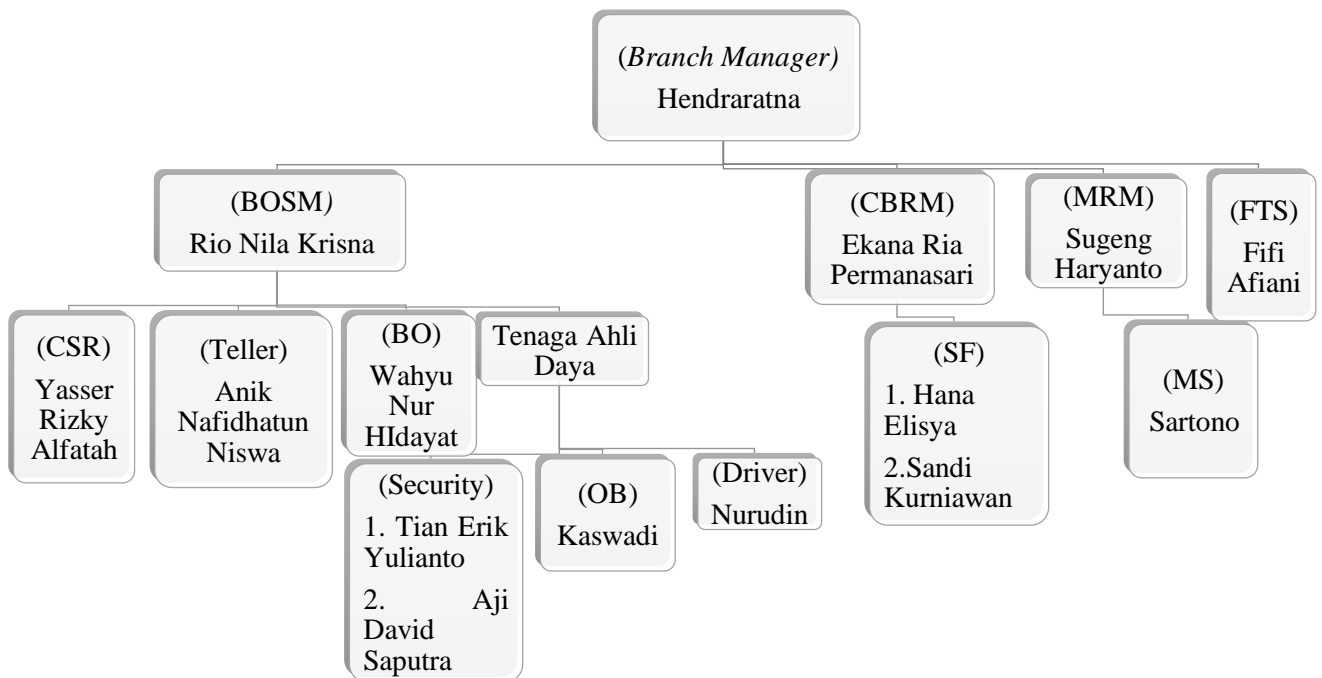 (Branch Manager)
Hendraratna
(BOSM)
Rio Nila Krisna
(CBRM)
Ekana Ria
Permanasari
(MRM)
Sugeng
Haryanto
(FTS)
Fifi
Afiani
(CSR)
Yasser
Rizky
Alfatah
(Teller)
Anik
Nafidhatun
Niswa
(BO)
Wahyu
Nur
HIdayat
Tenaga Ahli
Daya
(SF)
1. Hana
Elisya
2.Sandi
Kurniawan
(MS)
Sartono
(Security)
1. Tian Erik
Yulianto
2. Aji
David
Saputra
(OB)
Kaswadi
(Driver)
Nurudin